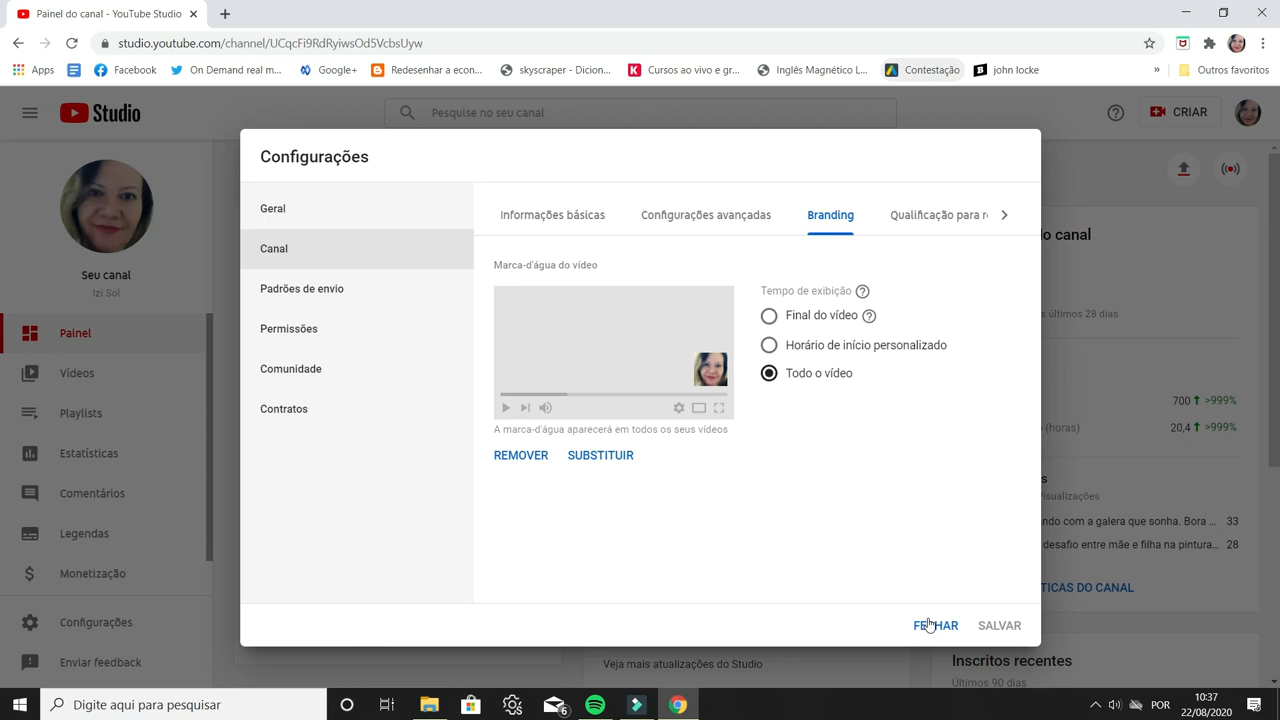 Painel do canal - YouTube Studio
studio.youtube.com/channel/UCqcFi9RdRyiwsOd5VcbsUyw
Apps Facebook On Demand real m... Google+ Redesenhar a econ... skyscraper - Dicion... Cursos ao vivo e gr... Inglês Magnético L... Contestação john locke » Outros favoritos
Studio
Pesquise no seu canal
CRIAR
Configurações
Geral
Canal
Padrões de envio
Permissões
Comunidade
Contratos
Informações básicas Configurações avançadas Branding Qualificação para r
Marca-d'água do vídeo
A marca-d'água aparecerá em todos os seus vídeos
REMOVER SUBSTITUIR
Tempo de exibição
Final do vídeo
Horário de início personalizado
Todo o vídeo
FECHAR SALVAR
Seu canal
Izi Sol
Painel
Vídeos
Playlists
Estatísticas
Comentários
Legendas
Monetização
Configurações
Enviar feedback
o canal
últimos 28 dias
700 >999%
(horas) 20,4 >999%
s
isualizações
ndo com a galera que sonha. Bora ... 33
desafio entre mãe e filha na pintura... 28
TICAS DO CANAL
Veja mais atualizações do Studio
Inscritos recentes
Últimos 90 dias
Digite aqui para pesquisar
6
POR
10:37
22/08/2020